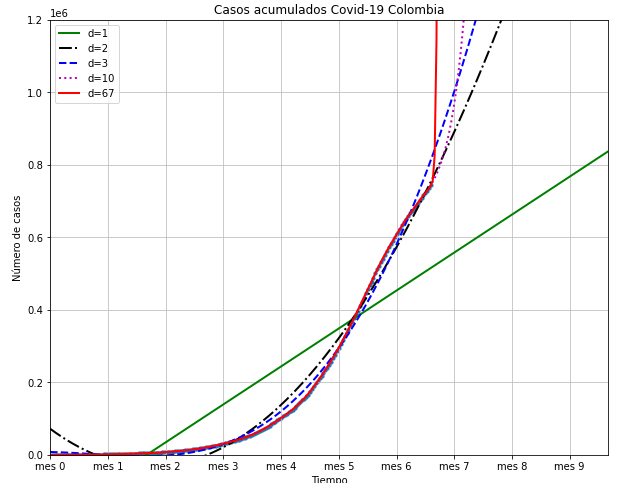 Casos acumulados Covid-19 Colombia
1e6
1.2
1.0
0.8
0.6
0.4
0.2
0.0
Número de casos
d=1
d=2
d=3
d=10
d=67
mes 0 mes 1 mes 2 mes 3 mes 4 mes 5 mes 6 mes 7 mes 8 mes 9
Tiempo